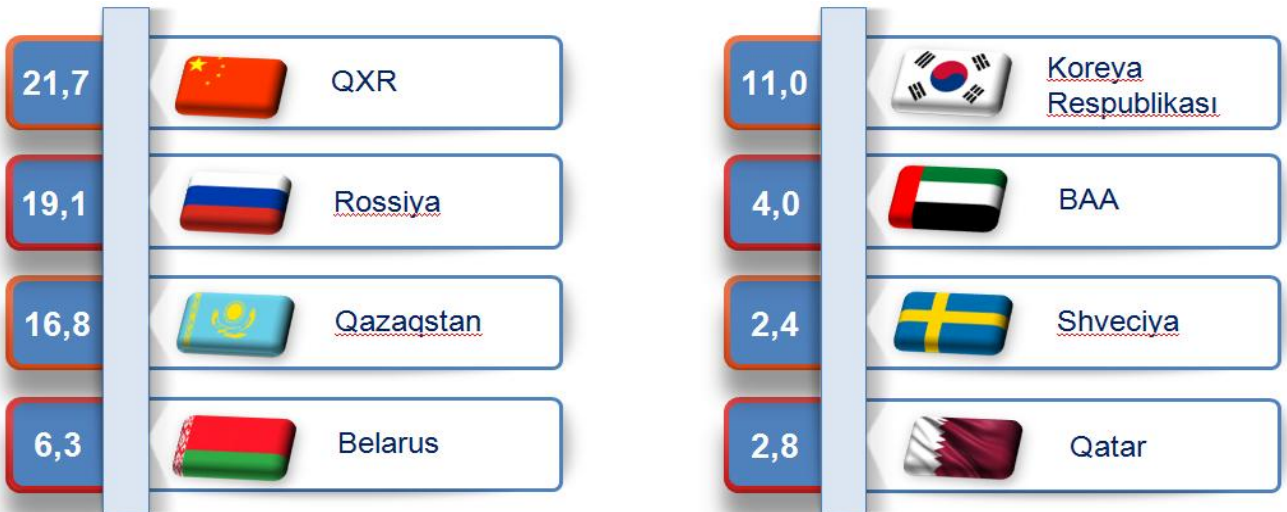 21,7
QXR
19,1
Rossiya
16,8
Qazaqstan
6,3
Belarus
11,0
Koreya
Respublikası
4,0
BAA
2,4
Shveciya
2,8
Qatar